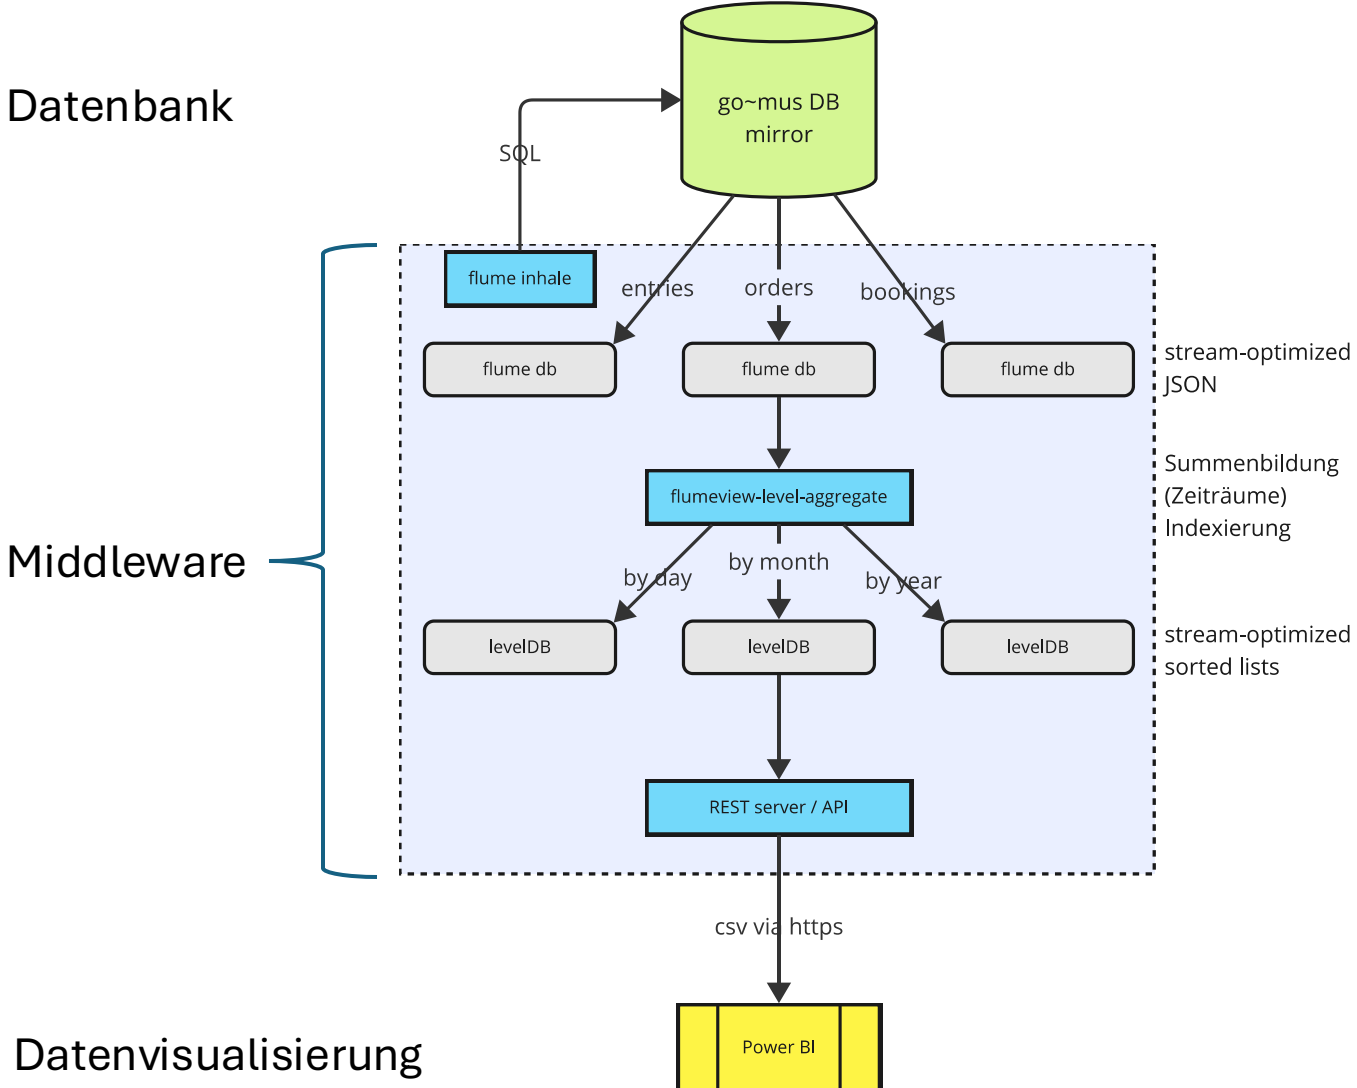 Datenbank
go~mus DB
mirror
SQL
flume inhale
entries
orders
bookings
flume db
flume db
flume db
stream-optimized
JSON
flumeview-level-aggregate
Summenbildung
(Zeiträume)
Indexierung
Middleware
by day
by month
by year
levelDB
levelDB
levelDB
stream-optimized
sorted lists
REST server / API
csv via https
Datenvisualisierung
Power BI